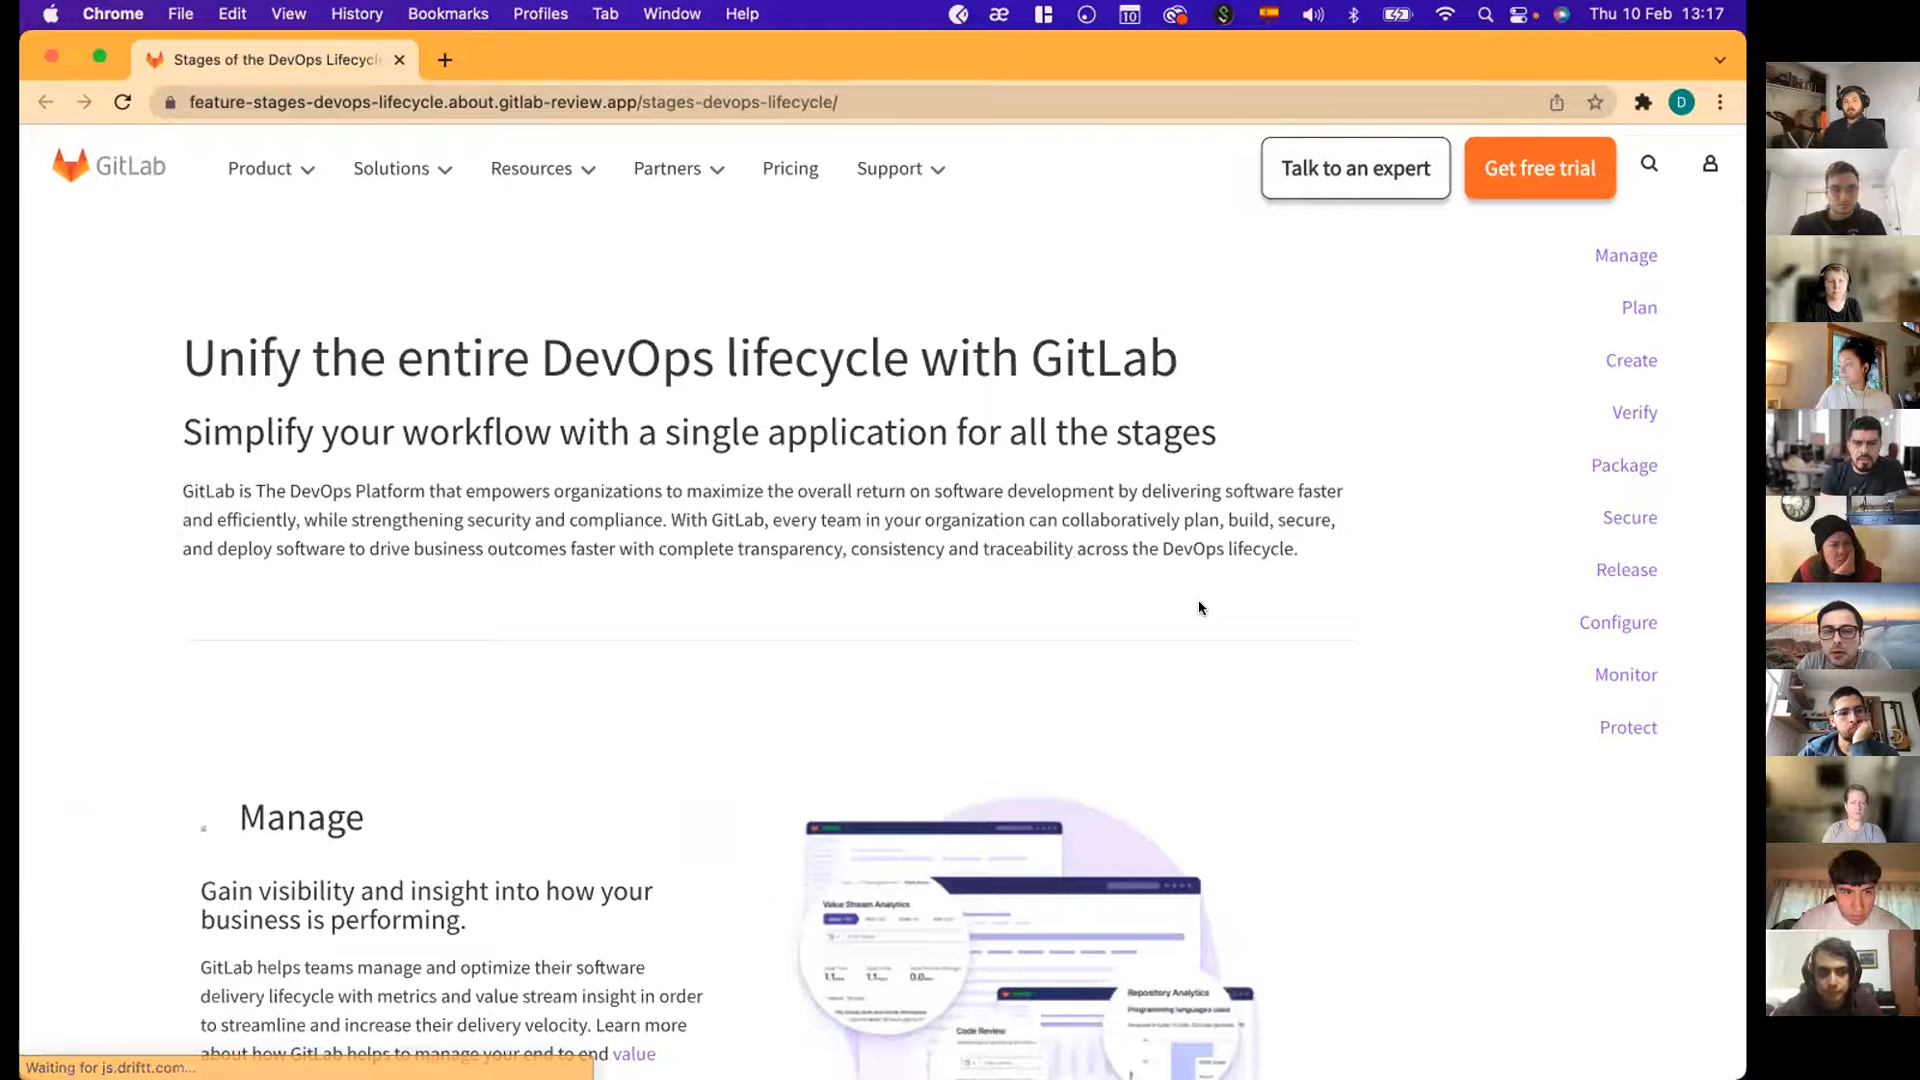 Chrome File Edit View History Bookmarks Profiles Tab Window Help
10
Thu 10 Feb 13:17
Stages of the DevOps Lifecycle
feature-stages-devops-lifecycle.about.gitlab-review.app/stages-devops-lifecycle/
D
GitLab
Product Solutions Resources Partners Pricing Support
Talk to an expert
Get free trial
Manage
Plan
Create
Verify
Package
Secure
Release
Configure
Monitor
Protect
Unify the entire DevOps lifecycle with GitLab
Simplify your workflow with a single application for all the stages
GitLab is The DevOps Platform that empowers organizations to maximize the overall return on software development by delivering software faster
and efficiently, while strengthening security and compliance. With GitLab, every team in your organization can collaboratively plan, build, secure,
and deploy software to drive business outcomes faster with complete transparency, consistency and traceability across the DevOps lifecycle.
Manage
Gain visibility and insight into how your
business is performing.
GitLab helps teams manage and optimize their software
delivery lifecycle with metrics and value stream insight in order
to streamline and increase their delivery velocity. Learn more
about how GitLab helps to manage your end to end value
Value Stream Analytics
Repository Analytics
Programming languages used
Code Review
Waiting for js.driftt.com...